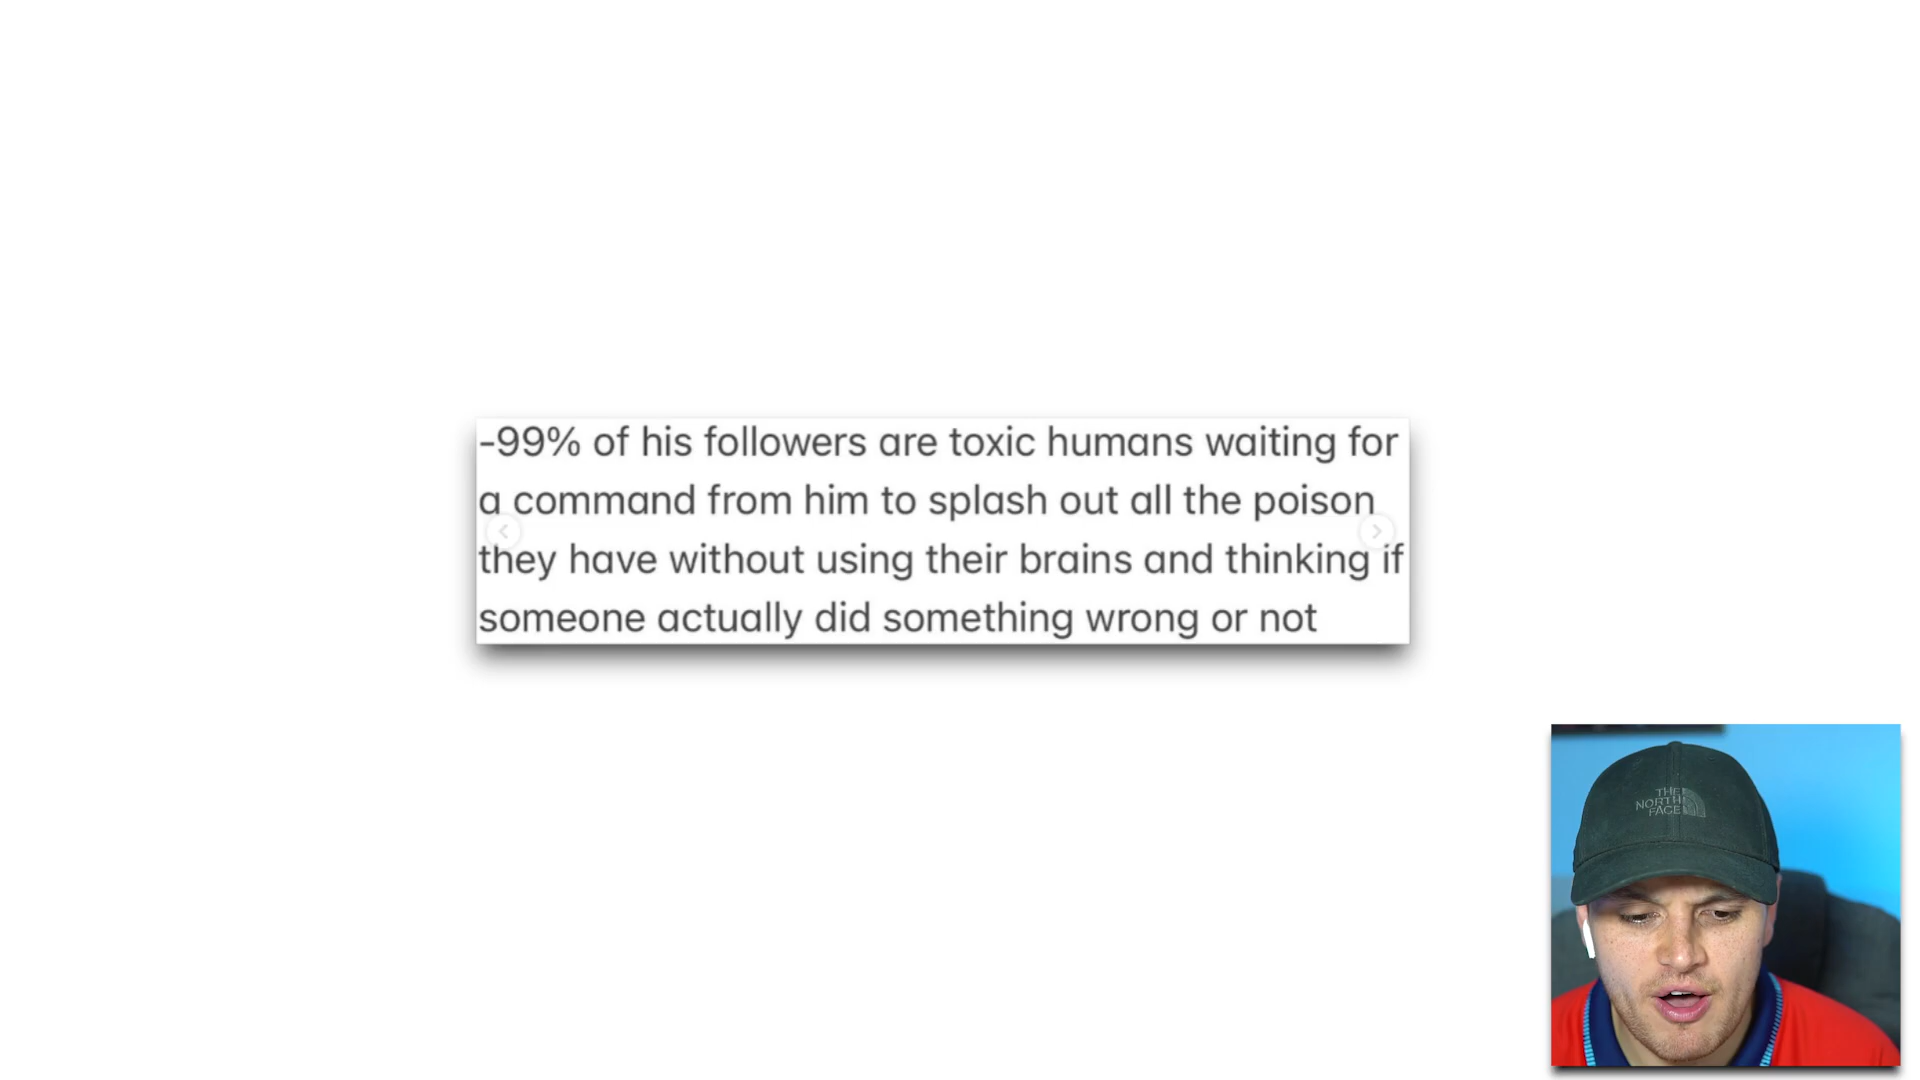 -99% of his followers are toxic humans waiting for
a command from him to splash out all the poison
they have without using their brains and thinking if
someone actually did something wrong or not
THE
NORTH
FACE